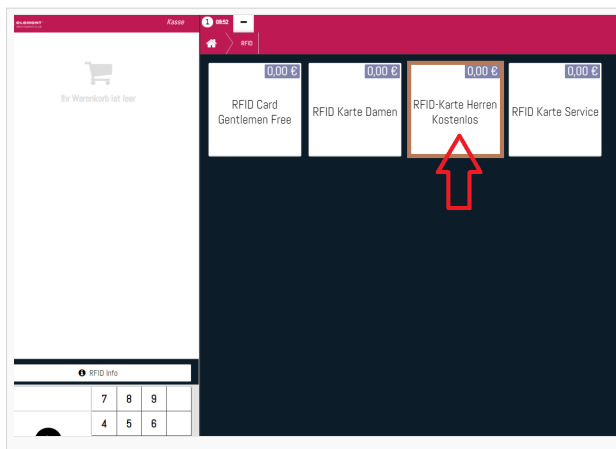 ELEMENT
Kasse
1 09:52
RFID
Ihr Warenkorb ist leer
0,00 €
RFID Card
Gentlemen Free
0,00 €
RFID Karte Damen
0,00 €
RFID-Karte Herren
Kostenlos
0,00 €
RFID Karte Service
RFID Info
7 8 9
4 5 6